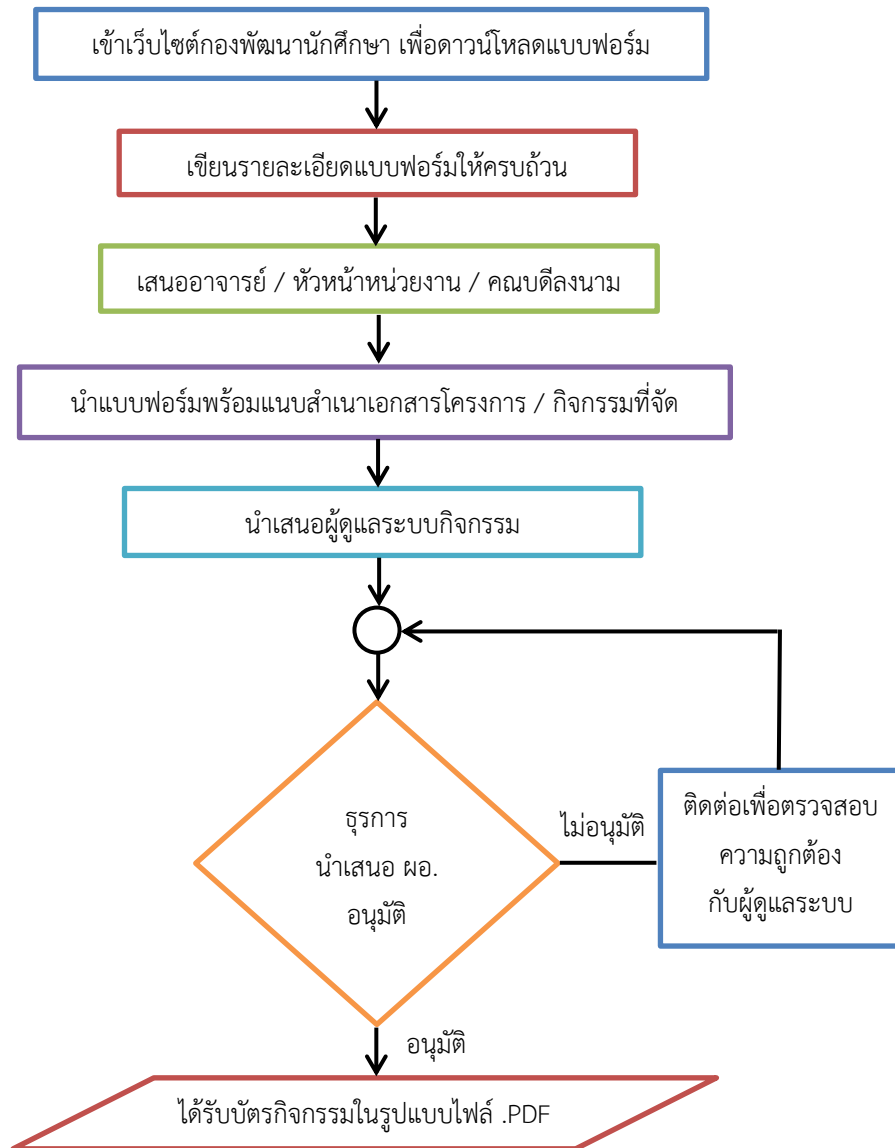 เข้าเว็บไซต์กองพัฒนานักศึกษา เพื่อดาวน์โหลดแบบฟอร์ม
เขียนรายละเอียดแบบฟอร์มให้ครบถ้วน
เสนออาจารย์ / หัวหน้าหน่วยงาน / คณบดีลงนาม
นำแบบฟอร์มพร้อมแนบสำเนาเอกสารโครงการ / กิจกรรมที่จัด
นำเสนอผู้ดูแลระบบกิจกรรม
ธุรการ
นำเสนอ ผอ.
อนุมัติ
ไม่อนุมัติ
ติดต่อเพื่อตรวจสอบ
ความถูกต้อง
กับผู้ดูแลระบบ
อนุมัติ
ได้รับบัตรกิจกรรมในรูปแบบไฟล์ .PDF